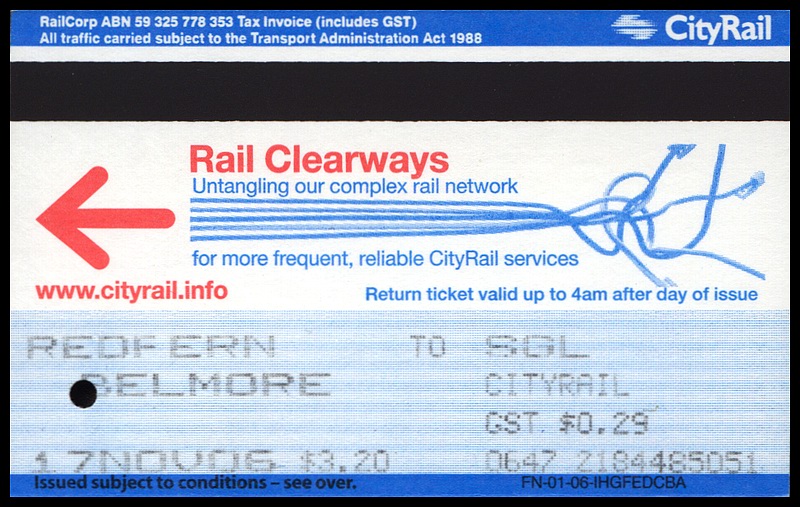 RailCorp ABN 59 325 778 353 Tax Invoice (includes GST)
All traffic carried subject to the Transport Administration Act 1988
CityRail
Rail Clearways
Untangling our complex rail network
for more frequent, reliable CityRail services
www.cityrail.info
Return ticket valid up to 4am after day of issue
REDFERN TO SGL
BELMORE CITYRAIL
GST $0.29
17NOV06 $3.20 0647 2184485051
Issued subject to conditions – see over. FN-01-06-IHGFEDCBA